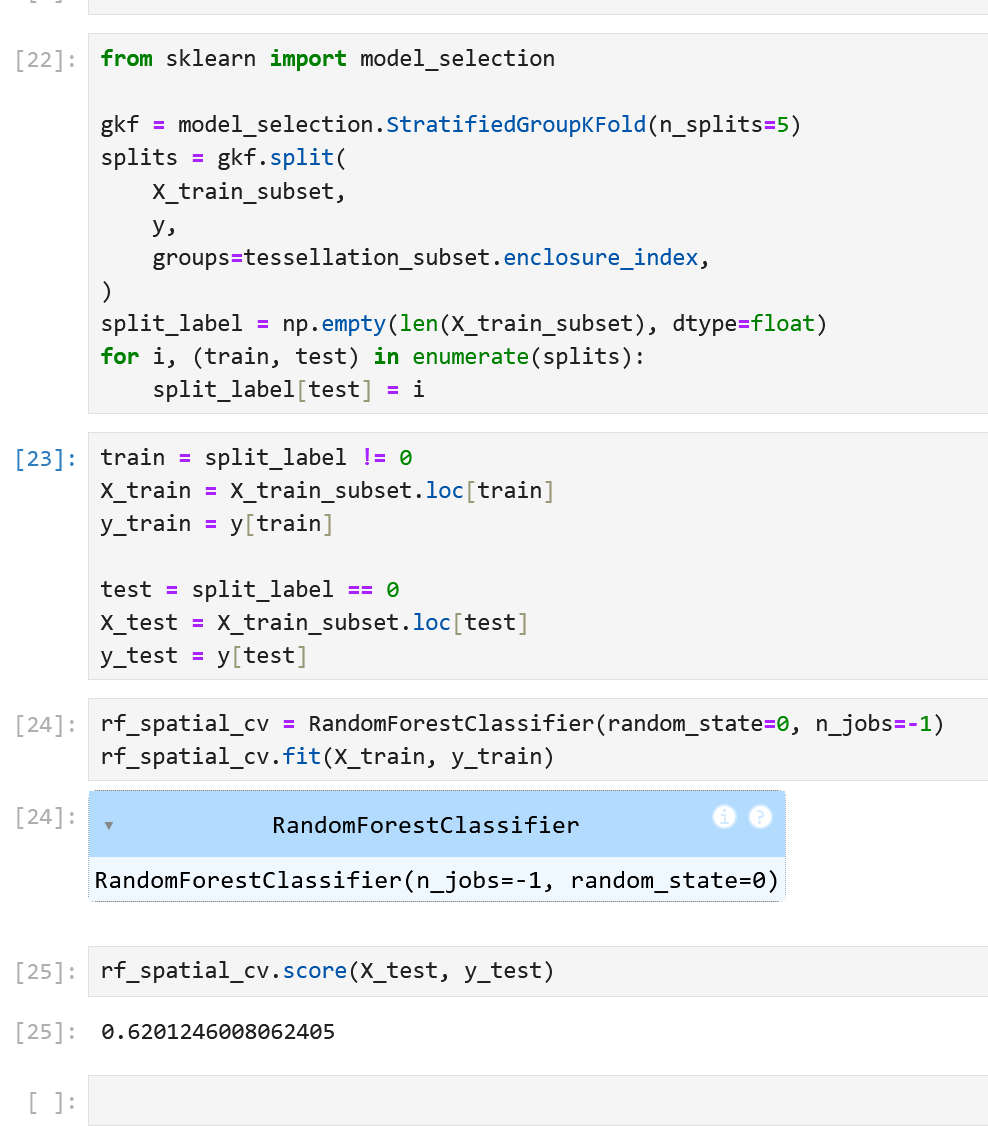 [ ]:
[22]:
from sklearn import model_selection
gkf = model_selection.StratifiedGroupKFold(n_splits=5)
splits = gkf.split(
    X_train_subset,
    y,
    groups=tessellation_subset.enclosure_index,
)
split_label = np.empty(len(X_train_subset), dtype=float)
for i, (train, test) in enumerate(splits):
    split_label[test] = i
[23]:
train = split_label != 0
X_train = X_train_subset.loc[train]
y_train = y[train]
test = split_label == 0
X_test = X_train_subset.loc[test]
y_test = y[test]
[24]:
rf_spatial_cv = RandomForestClassifier(random_state=0, n_jobs=-1)
rf_spatial_cv.fit(X_train, y_train)
[24]:
▾ RandomForestClassifier i ?
RandomForestClassifier(n_jobs=-1, random_state=0)
[25]:
rf_spatial_cv.score(X_test, y_test)
[25]:
0.6201246008062405
[ ]: